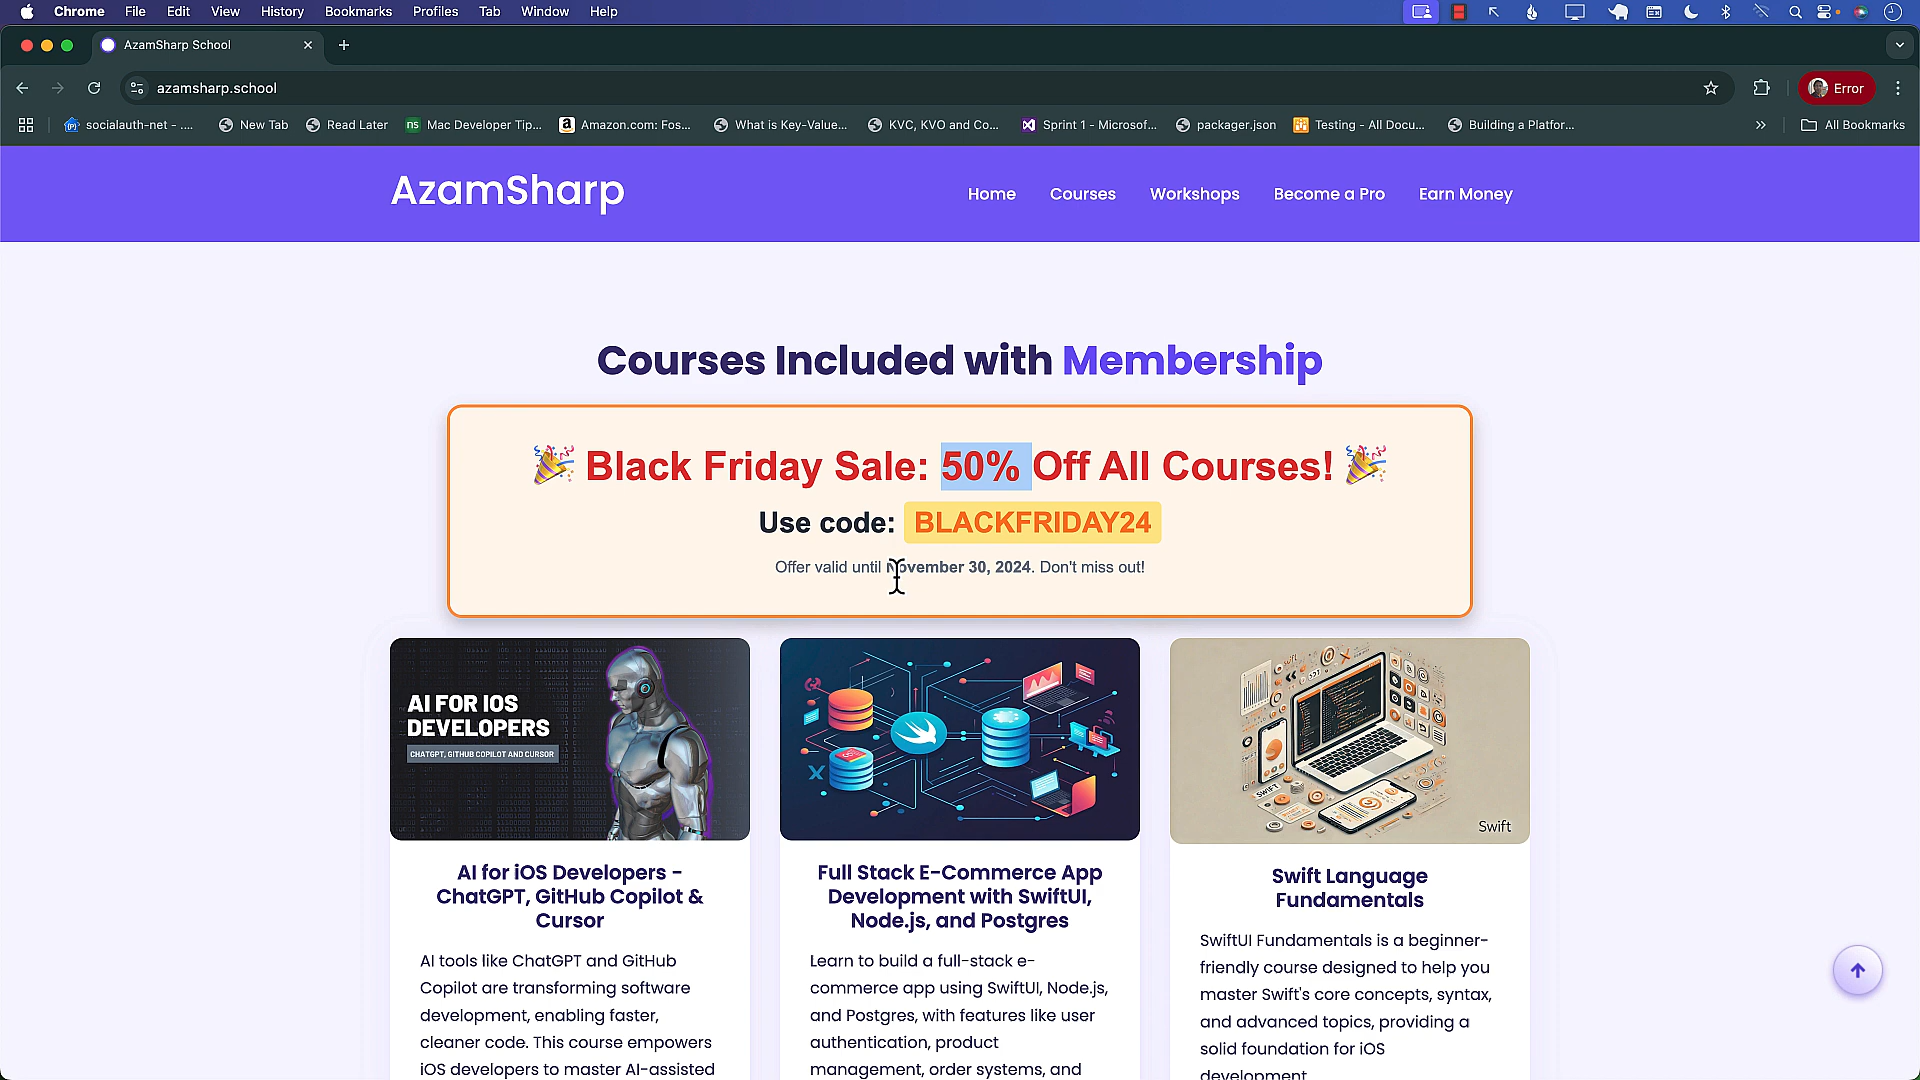 Chrome File Edit View History Bookmarks Profiles Tab Window Help
AzamSharp School
azamsharp.school
Error
socialauth-net - .... New Tab Read Later Mac Developer Tip... Amazon.com: Fos... What is Key-Value... KVC, KVO and Co... Sprint 1 - Microsof... packager.json Testing - All Docu... Building a Platfor... » All Bookmarks
AzamSharp
Home Courses Workshops Become a Pro Earn Money
Courses Included with Membership
🎉 Black Friday Sale: 50% Off All Courses! 🎉
Use code: BLACKFRIDAY24
Offer valid until November 30, 2024. Don't miss out!
AI FOR IOS
DEVELOPERS
CHATGPT, GITHUB COPILOT AND CURSOR
Swift
AI for iOS Developers -
ChatGPT, GitHub Copilot &
Cursor
AI tools like ChatGPT and GitHub
Copilot are transforming software
development, enabling faster,
cleaner code. This course empowers
iOS developers to master AI-assisted
Full Stack E-Commerce App
Development with SwiftUI,
Node.js, and Postgres
Learn to build a full-stack e-
commerce app using SwiftUI, Node.js,
and Postgres, with features like user
authentication, product
management, order systems, and
Swift Language
Fundamentals
SwiftUI Fundamentals is a beginner-
friendly course designed to help you
master Swift's core concepts, syntax,
and advanced topics, providing a
solid foundation for iOS
development.